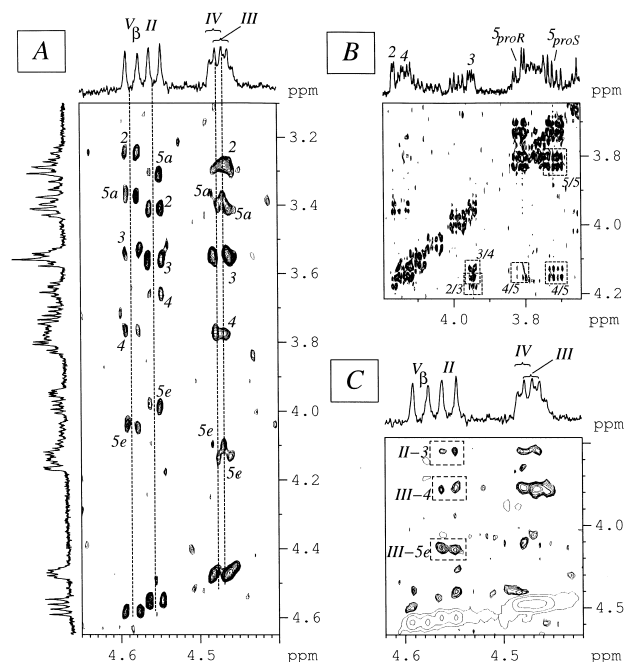 A
V β II
IV
III
ppm
2
5a
2
5a
2
5a
5a
3
3
3
4
4
4
5e
5e
5e
5e
3.2
3.4
3.6
3.8
4.0
4.2
4.4
4.6
ppm
4.6
4.5
ppm
B
2 4
3
5proR
5proS
ppm
3.8
5/5
4.0
3/4
2/3
4/5
4/5
4.2
4.0
3.8
ppm
C
V β II
IV
III
ppm
II-3
III-4
III-5e
4.0
4.5
4.6
4.5
ppm